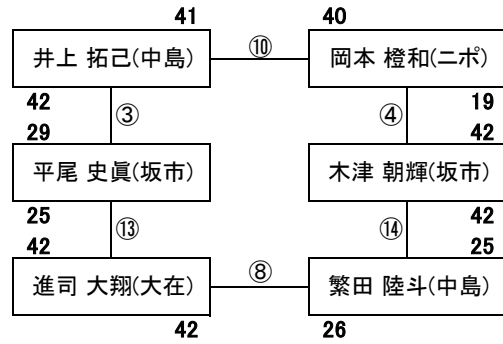 41 40
井上 拓己(中島) ⑩ 岡本 橙和(ニポ)
42 19
③ ④
29 42
平尾 史眞(坂市) 木津 朝輝(坂市)
25 42
⑬ ⑭
42 25
進司 大翔(大在) ⑧ 繁田 陸斗(中島)
42 26